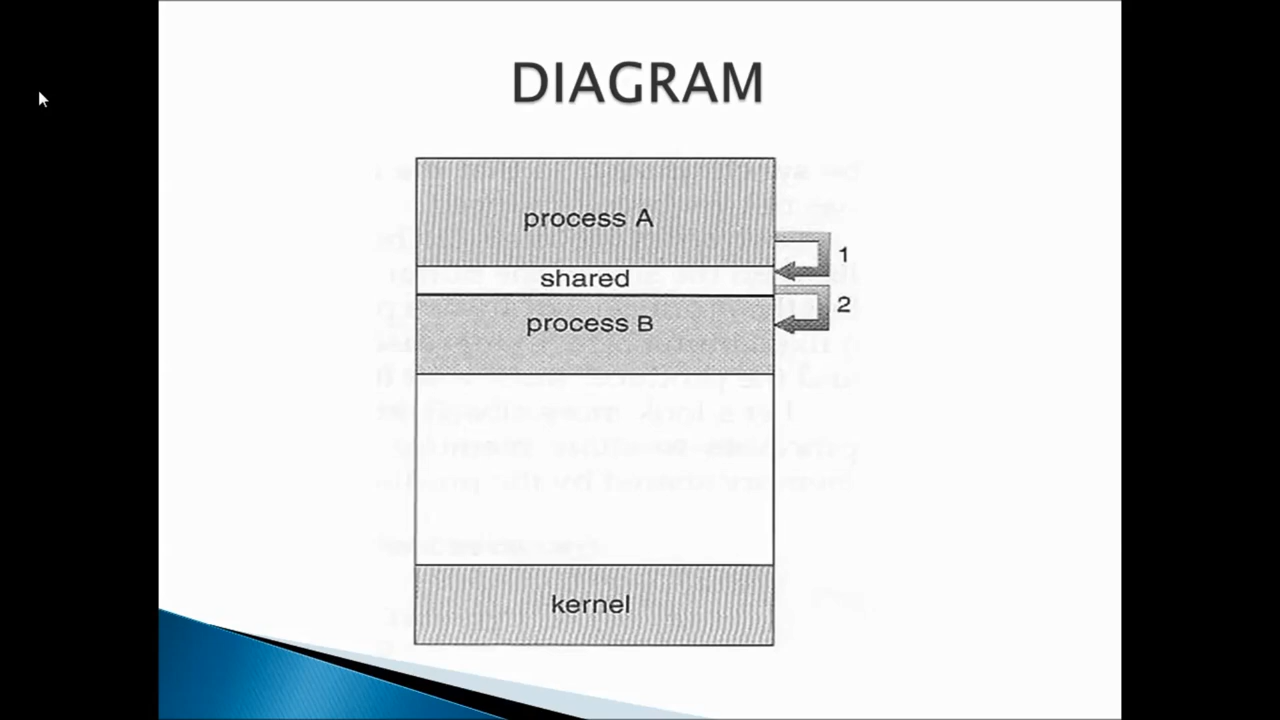 DIAGRAM
process A
1
shared
2
process B
kernel